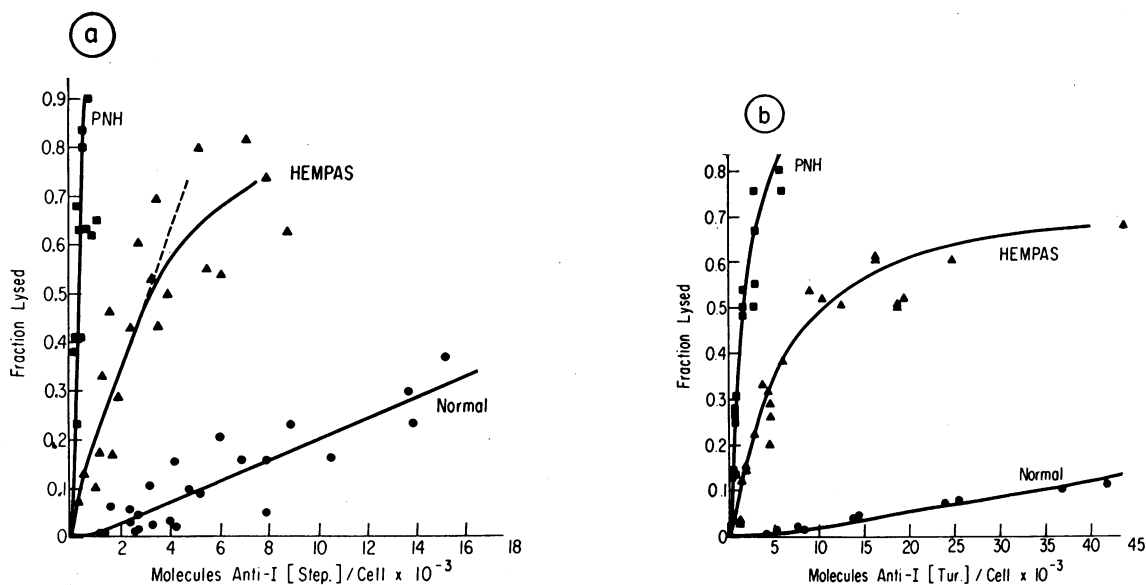 a
0.9
0.8
0.7
0.6
0.5
0.4
0.3
0.2
0.1
0
Fraction Lysed
PNH
HEMPAS
Normal
2 4 6 8 10 12 14 16 18
Molecules Anti-I [Step.]/Cell x 10⁻³
b
0.8
0.7
0.6
0.5
0.4
0.3
0.2
0.1
0
Fraction Lysed
PNH
HEMPAS
Normal
5 10 15 20 25 30 35 40 45
Molecules Anti-I [Tur.]/Cell x 10⁻³